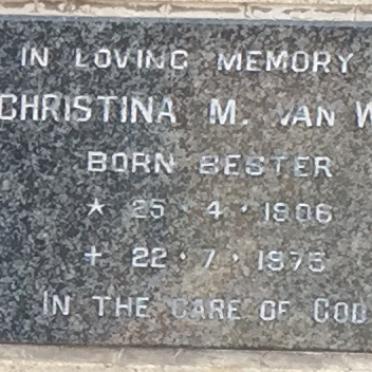 IN LOVING MEMORY
CHRISTINA M. VAN W
BORN BESTER
★ 25 · 4 · 1906
+ 22 · 7 · 1975
IN THE CARE OF GOD